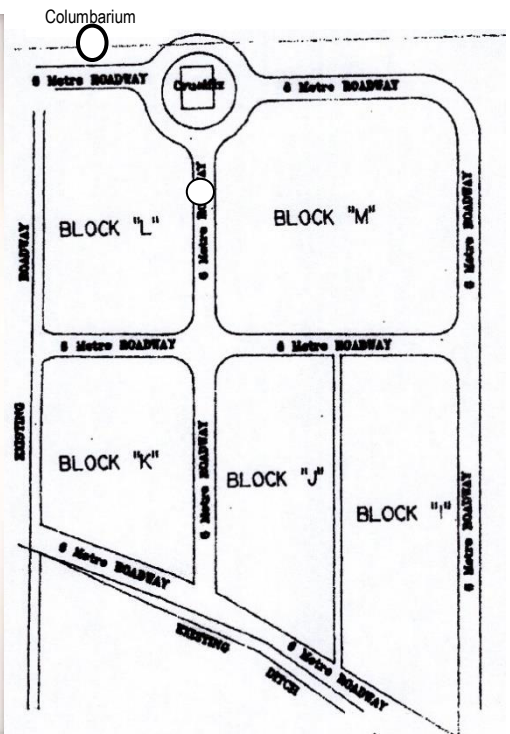 Columbarium
6 Metre ROADWAY
Crucifix
6 Metre ROADWAY
6 Metre ROADWAY
BLOCK "L"
BLOCK "M"
6 Metre ROADWAY
ROADWAY
6 Metre ROADWAY
6 Metre ROADWAY
EXISTING
BLOCK "K"
6 Metre ROADWAY
BLOCK "J"
BLOCK "I"
6 Metre ROADWAY
6 Metre ROADWAY
EXISTING
DITCH
6 Metre ROADWAY